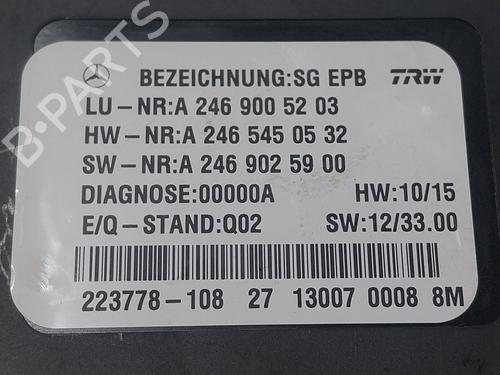 BEZEICHNUNG:SG EPB TRW
LU-NR:A 246 900 52 03
HW-NR:A 246 545 05 32
SW-NR:A 246 902 59 00
DIAGNOSE:00000A HW:10/15
E/Q-STAND:Q02 SW:12/33.00
223778-108 27 13007 0008 8M
B-PARTS